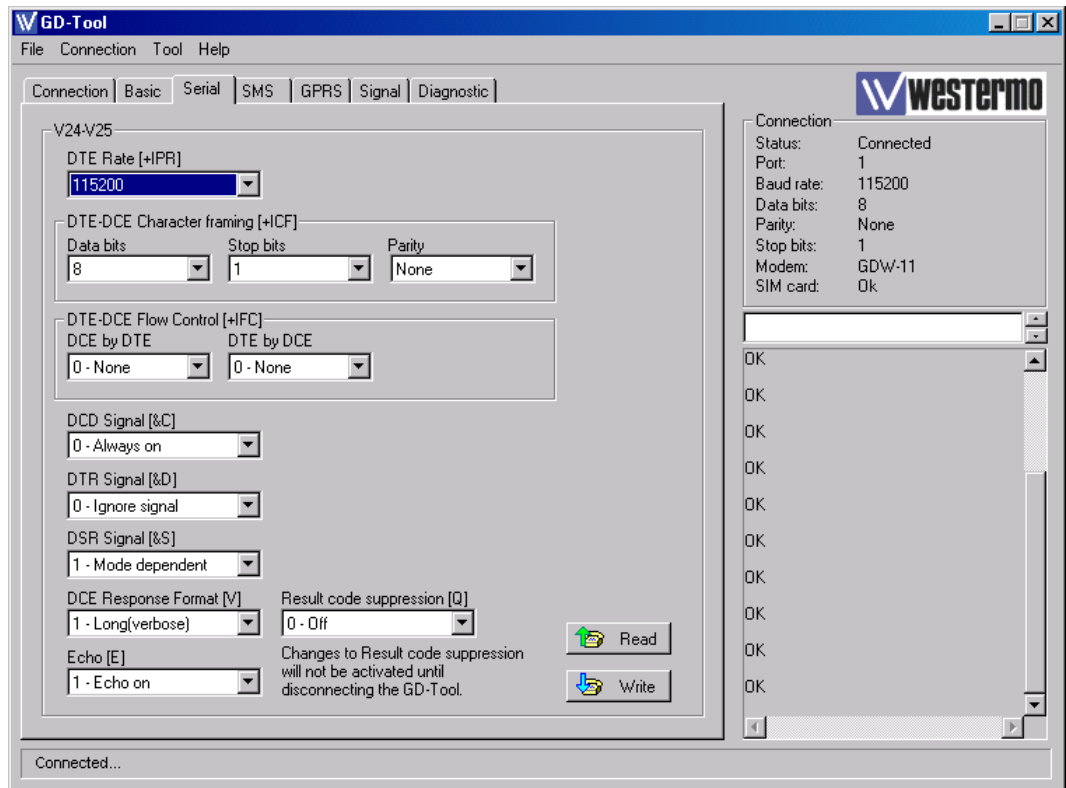 GD-Tool
File Connection Tool Help
Connection Basic Serial SMS GPRS Signal Diagnostic
V24-V25
DTE Rate [+IPR]
115200
DTE-DCE Character framing [+ICF]
Data bits Stop bits Parity
8 1 None
DTE-DCE Flow Control [+IFC]
DCE by DTE DTE by DCE
0 - None 0 - None
DCD Signal [&C]
0 - Always on
DTR Signal [&D]
0 - Ignore signal
DSR Signal [&S]
1 - Mode dependent
DCE Response Format [V] Result code suppression [Q]
1 - Long(verbose) 0 - Off
Echo [E]
1 - Echo on
Changes to Result code suppression
will not be activated until
disconnecting the GD-Tool.
Read
Write
westermo
Connection
Status: Connected
Port: 1
Baud rate: 115200
Data bits: 8
Parity: None
Stop bits: 1
Modem: GDW-11
SIM card: Ok
OK
OK
OK
OK
OK
OK
OK
OK
OK
OK
Connected...